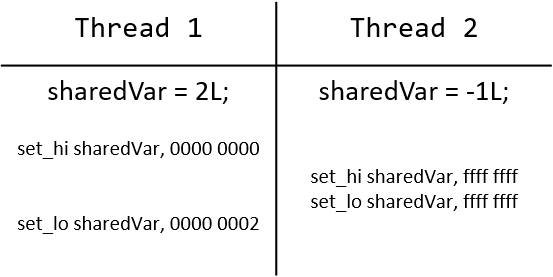 Thread 1
Thread 2
sharedVar = 2L;
sharedVar = -1L;
set_hi sharedVar, 0000 0000
set_hi sharedVar, ffff ffff
set_lo sharedVar, ffff ffff
set_lo sharedVar, 0000 0002